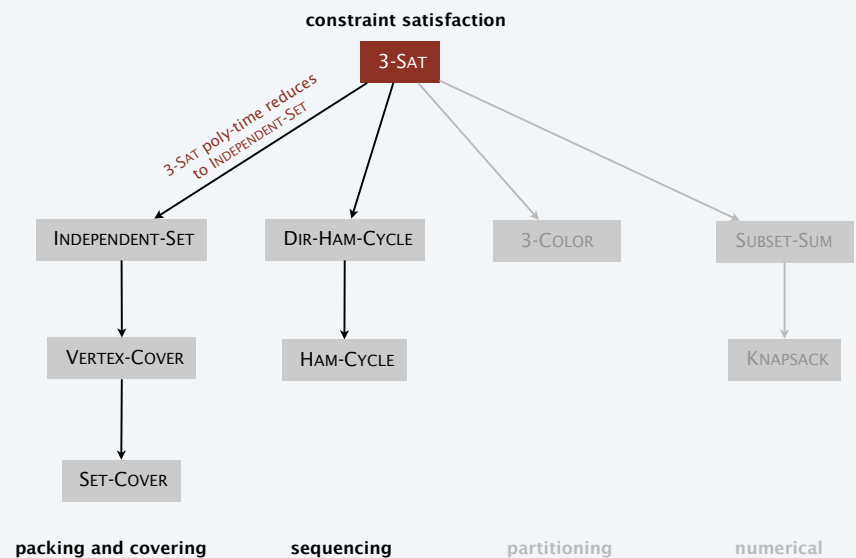 constraint satisfaction
3-SAT
3-SAT poly-time reduces
to INDEPENDENT-SET
INDEPENDENT-SET
DIR-HAM-CYCLE
3-COLOR
SUBSET-SUM
VERTEX-COVER
HAM-CYCLE
KNAPSACK
SET-COVER
packing and covering
sequencing
partitioning
numerical